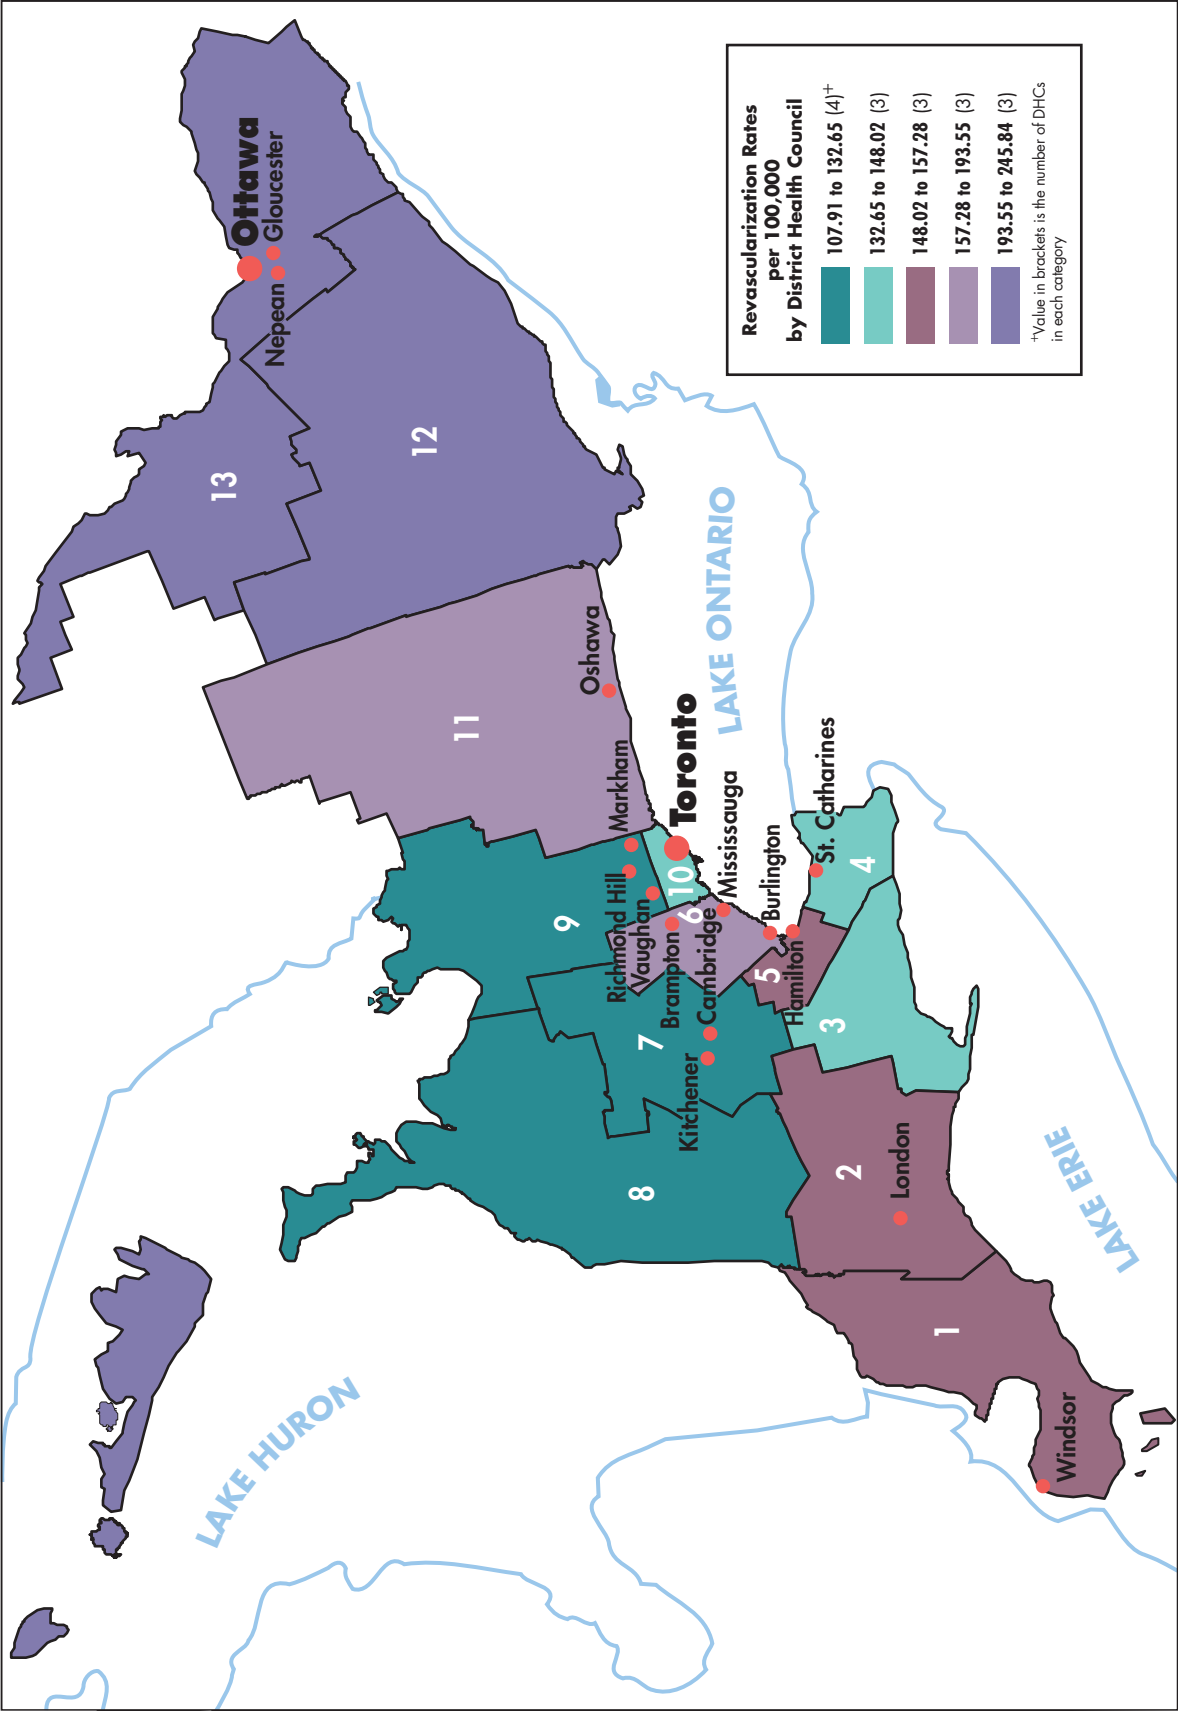 Ottawa
Gloucester
Nepean
13
12
11
Oshawa
Markham
Toronto
LAKE ONTARIO
Richmond Hill
Vaughan
Brampton
Cambridge
Mississauga
Burlington
Hamilton
St. Catharines
Kitchener
London
Windsor
9
10
6
5
4
3
7
8
2
1
LAKE HURON
LAKE ERIE
Revascularization Rates
per 100,000
by District Health Council
107.91 to 132.65 (4)+
132.65 to 148.02 (3)
148.02 to 157.28 (3)
157.28 to 193.55 (3)
193.55 to 245.84 (3)
+Value in brackets is the number of DHCs
in each category